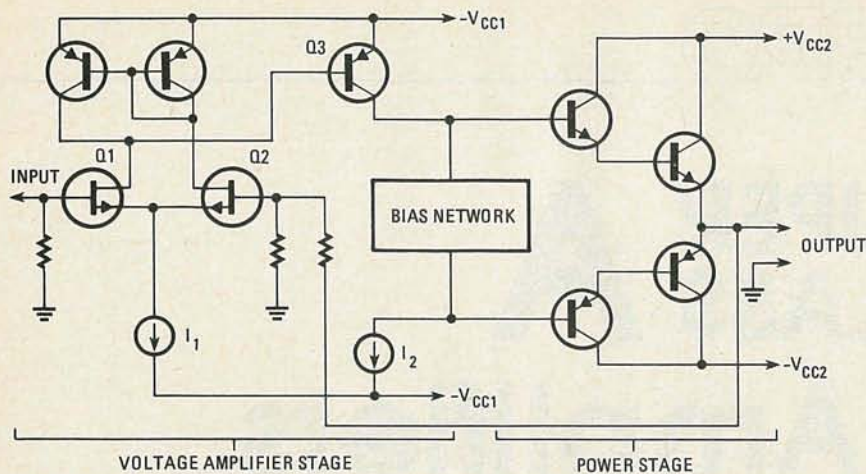 -VCC1
Q3
+VCC2
Q1
Q2
INPUT
BIAS NETWORK
OUTPUT
I1
I2
-VCC2
-VCC1
VOLTAGE AMPLIFIER STAGE
POWER STAGE